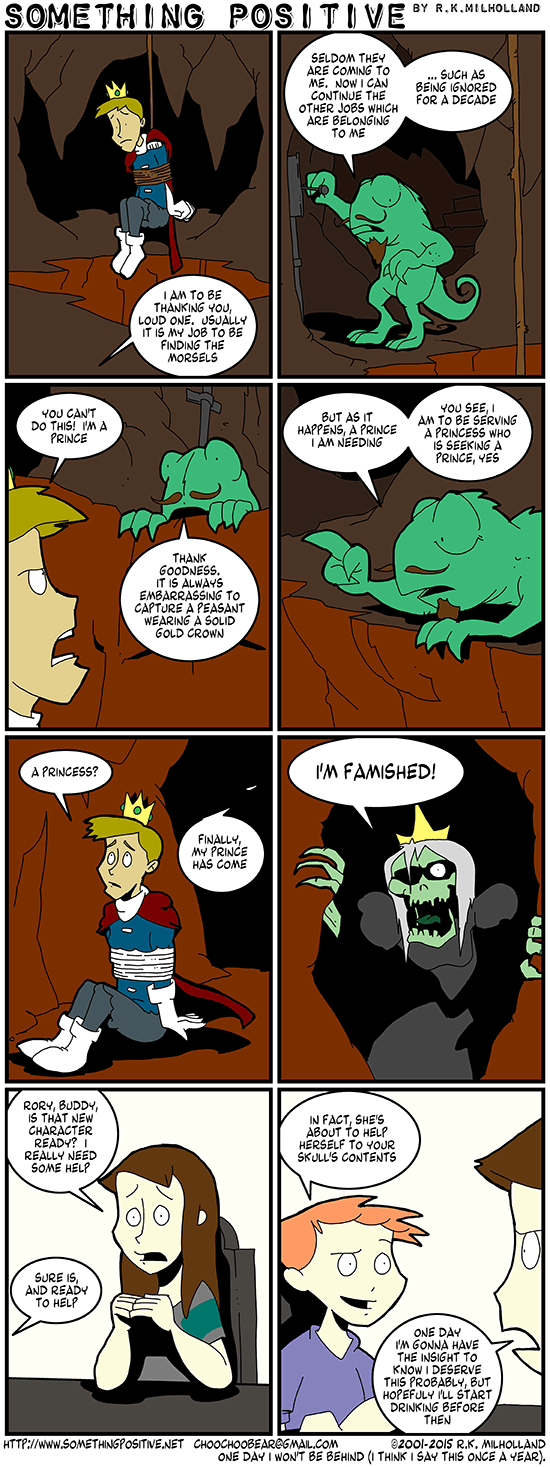 SOMETHING POSITIVE BY R.K.MILHOLLAND
I AM TO BE
THANKING YOU,
LOUD ONE. USUALLY
IT IS MY JOB TO BE
FINDING THE
MORSELS
SELDOM THEY
ARE COMING TO
ME. NOW I CAN
CONTINUE THE
OTHER JOBS WHICH
ARE BELONGING
TO ME
... SUCH AS
BEING IGNORED
FOR A DECADE
YOU CAN'T
DO THIS! I'M A
PRINCE
THANK
GOODNESS.
IT IS ALWAYS
EMBARRASSING TO
CAPTURE A PEASANT
WEARING A SOLID
GOLD CROWN
BUT AS IT
HAPPENS, A PRINCE
I AM NEEDING
YOU SEE, I
AM TO BE SERVING
A PRINCESS WHO
IS SEEKING A
PRINCE, YES
A PRINCESS?
FINALLY,
MY PRINCE
HAS COME
I'M FAMISHED!
RORY, BUDDY,
IS THAT NEW
CHARACTER
READY? I
REALLY NEED
SOME HELP
SURE IS,
AND READY
TO HELP
IN FACT, SHE'S
ABOUT TO HELP
HERSELF TO YOUR
SKULL'S CONTENTS
ONE DAY
I'M GONNA HAVE
THE INSIGHT TO
KNOW I DESERVE
THIS PROBABLY, BUT
HOPEFULY I'LL START
DRINKING BEFORE
THEN
HTTP://WWW.SOMETHINGPOSITIVE.NET CHOOCHOOBEAR@GMAIL.COM ©2001-2015 R.K. MILHOLLAND
ONE DAY I WON'T BE BEHIND (I THINK I SAY THIS ONCE A YEAR).